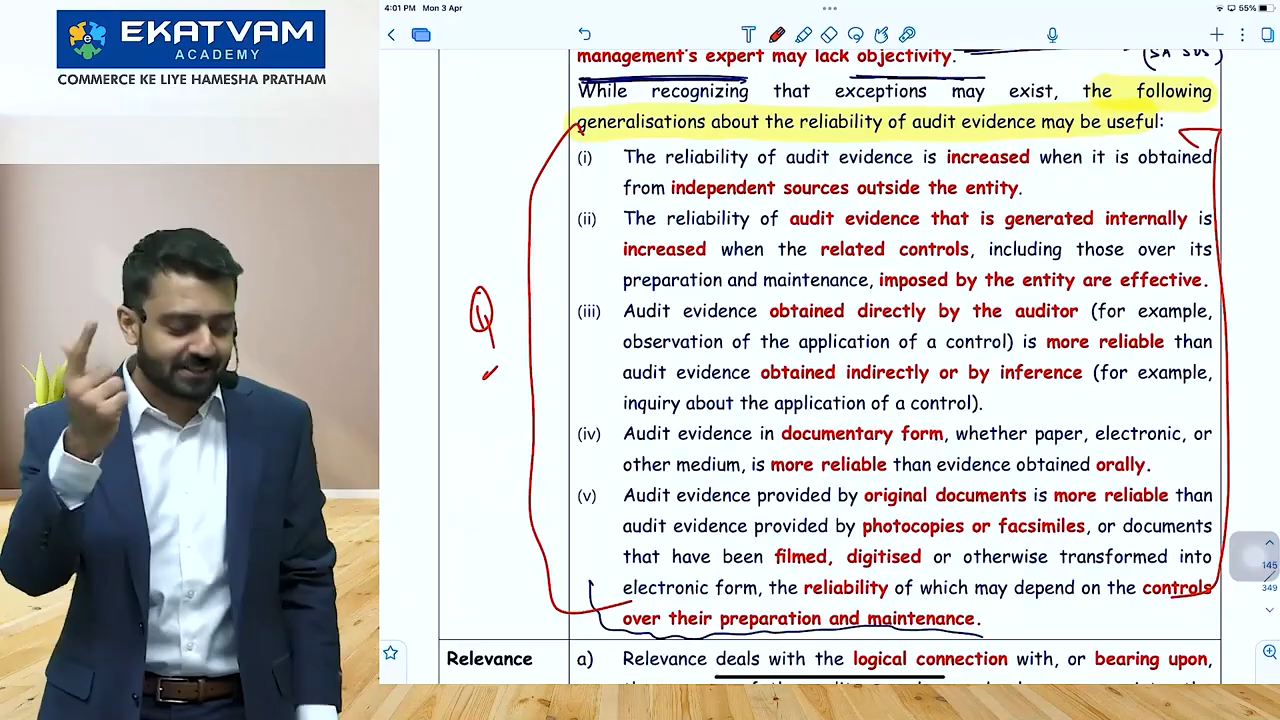 EKATVAM
ACADEMY
COMMERCE KE LIYE HAMESHA PRATHAM
4:01 PM Mon 3 Apr
55%
management's expert may lack objectivity.
(SA 505)
While recognizing that exceptions may exist, the following
generalisations about the reliability of audit evidence may be useful:
(i) The reliability of audit evidence is increased when it is obtained
from independent sources outside the entity.
(ii) The reliability of audit evidence that is generated internally is
increased when the related controls, including those over its
preparation and maintenance, imposed by the entity are effective.
(iii) Audit evidence obtained directly by the auditor (for example,
observation of the application of a control) is more reliable than
audit evidence obtained indirectly or by inference (for example,
inquiry about the application of a control).
(iv) Audit evidence in documentary form, whether paper, electronic, or
other medium, is more reliable than evidence obtained orally.
(v) Audit evidence provided by original documents is more reliable than
audit evidence provided by photocopies or facsimiles, or documents
that have been filmed, digitised or otherwise transformed into
electronic form, the reliability of which may depend on the controls
over their preparation and maintenance.
Q
145
349
Relevance a) Relevance deals with the logical connection with, or bearing upon,